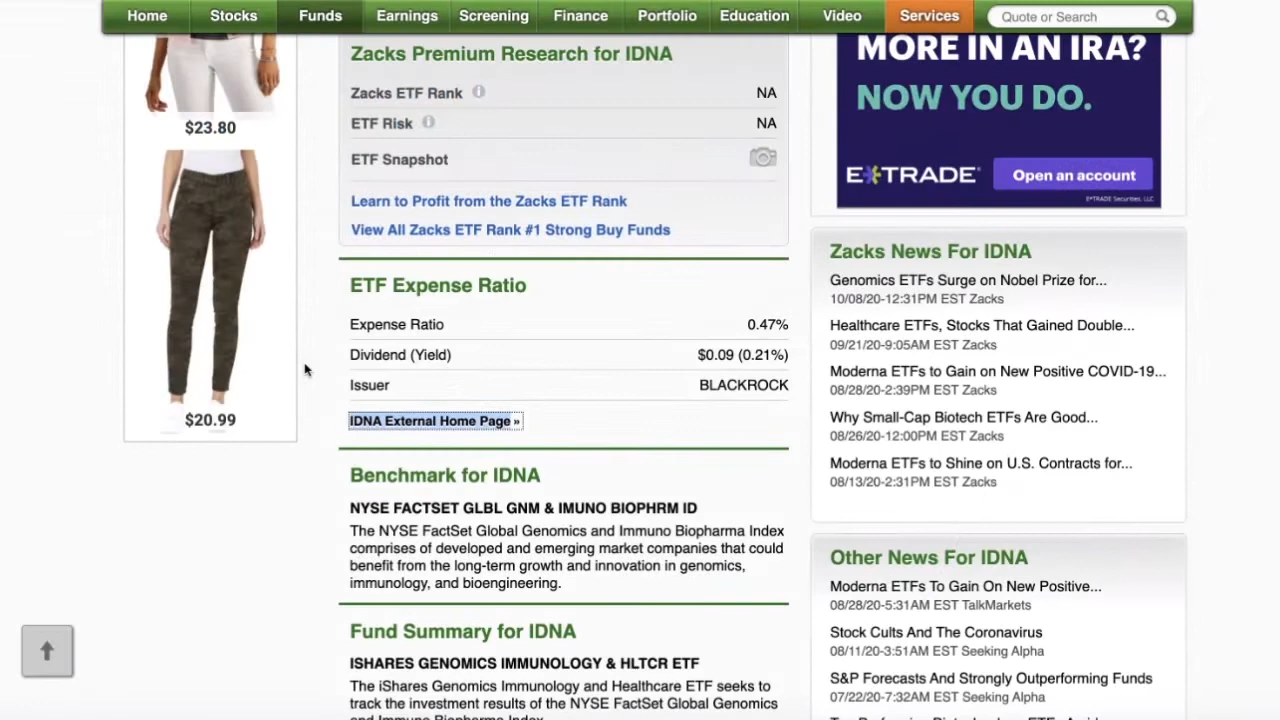 Home Stocks Funds Earnings Screening Finance Portfolio Education Video Services Quote or Search
$23.80
$20.99
Zacks Premium Research for IDNA
Zacks ETF Rank NA
ETF Risk NA
ETF Snapshot
Learn to Profit from the Zacks ETF Rank
View All Zacks ETF Rank #1 Strong Buy Funds
ETF Expense Ratio
Expense Ratio 0.47%
Dividend (Yield) $0.09 (0.21%)
Issuer BLACKROCK
IDNA External Home Page »
Benchmark for IDNA
NYSE FACTSET GLBL GNM & IMUNO BIOPHRM ID
The NYSE FactSet Global Genomics and Immuno Biopharma Index
comprises of developed and emerging market companies that could
benefit from the long-term growth and innovation in genomics,
immunology, and bioengineering.
Fund Summary for IDNA
ISHARES GENOMICS IMMUNOLOGY & HLTCR ETF
The iShares Genomics Immunology and Healthcare ETF seeks to
track the investment results of the NYSE FactSet Global Genomics
and Immuno Biopharma Index.
MORE IN AN IRA?
NOW YOU DO.
E*TRADE Open an account
E*TRADE Securities, LLC
Zacks News For IDNA
Genomics ETFs Surge on Nobel Prize for...
10/08/20-12:31PM EST Zacks
Healthcare ETFs, Stocks That Gained Double...
09/21/20-9:05AM EST Zacks
Moderna ETFs to Gain on New Positive COVID-19...
08/28/20-2:39PM EST Zacks
Why Small-Cap Biotech ETFs Are Good...
08/26/20-12:00PM EST Zacks
Moderna ETFs to Shine on U.S. Contracts for...
08/13/20-2:31PM EST Zacks
Other News For IDNA
Moderna ETFs To Gain On New Positive...
08/28/20-5:31AM EST TalkMarkets
Stock Cults And The Coronavirus
08/11/20-3:51AM EST Seeking Alpha
S&P Forecasts And Strongly Outperforming Funds
07/22/20-7:32AM EST Seeking Alpha